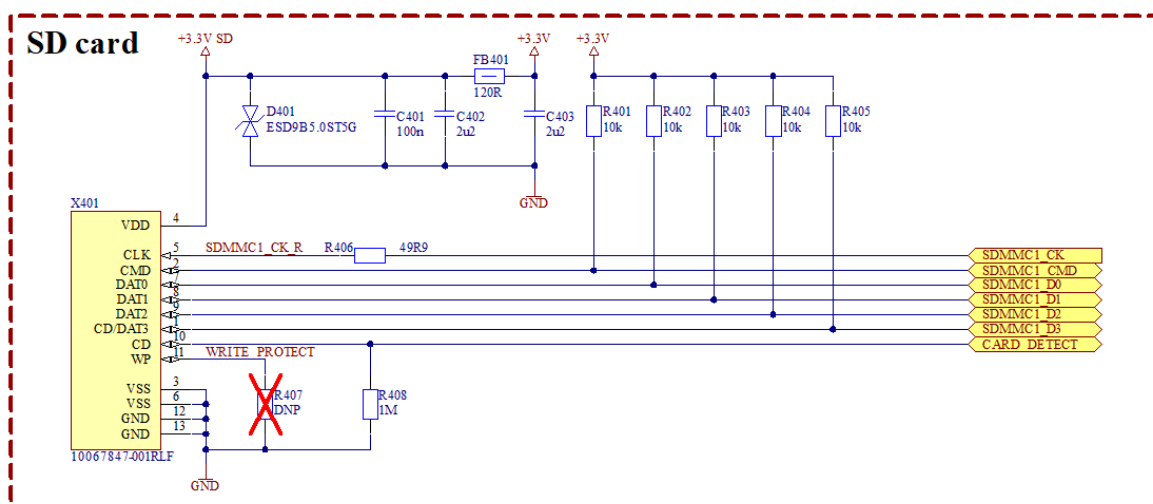 SD card
+3.3V SD
+3.3V
+3.3V
FB401
120R
D401
ESD9B5.0ST5G
C401
100n
C402
2u2
C403
2u2
R401
10k
R402
10k
R403
10k
R404
10k
R405
10k
GND
X401
VDD
4
CLK
5
SDMMC1_CK_R
R406
49R9
SDMMC1_CK
CMD
2
SDMMC1_CMD
DAT0
7
SDMMC1_D0
DAT1
8
SDMMC1_D1
DAT2
9
SDMMC1_D2
CD/DAT3
1
SDMMC1_D3
CD
10
CARD_DETECT
WP
11
WRITE_PROTECT
VSS
3
VSS
6
GND
12
GND
13
R407
DNP
R408
1M
10067847-001RLF
GND